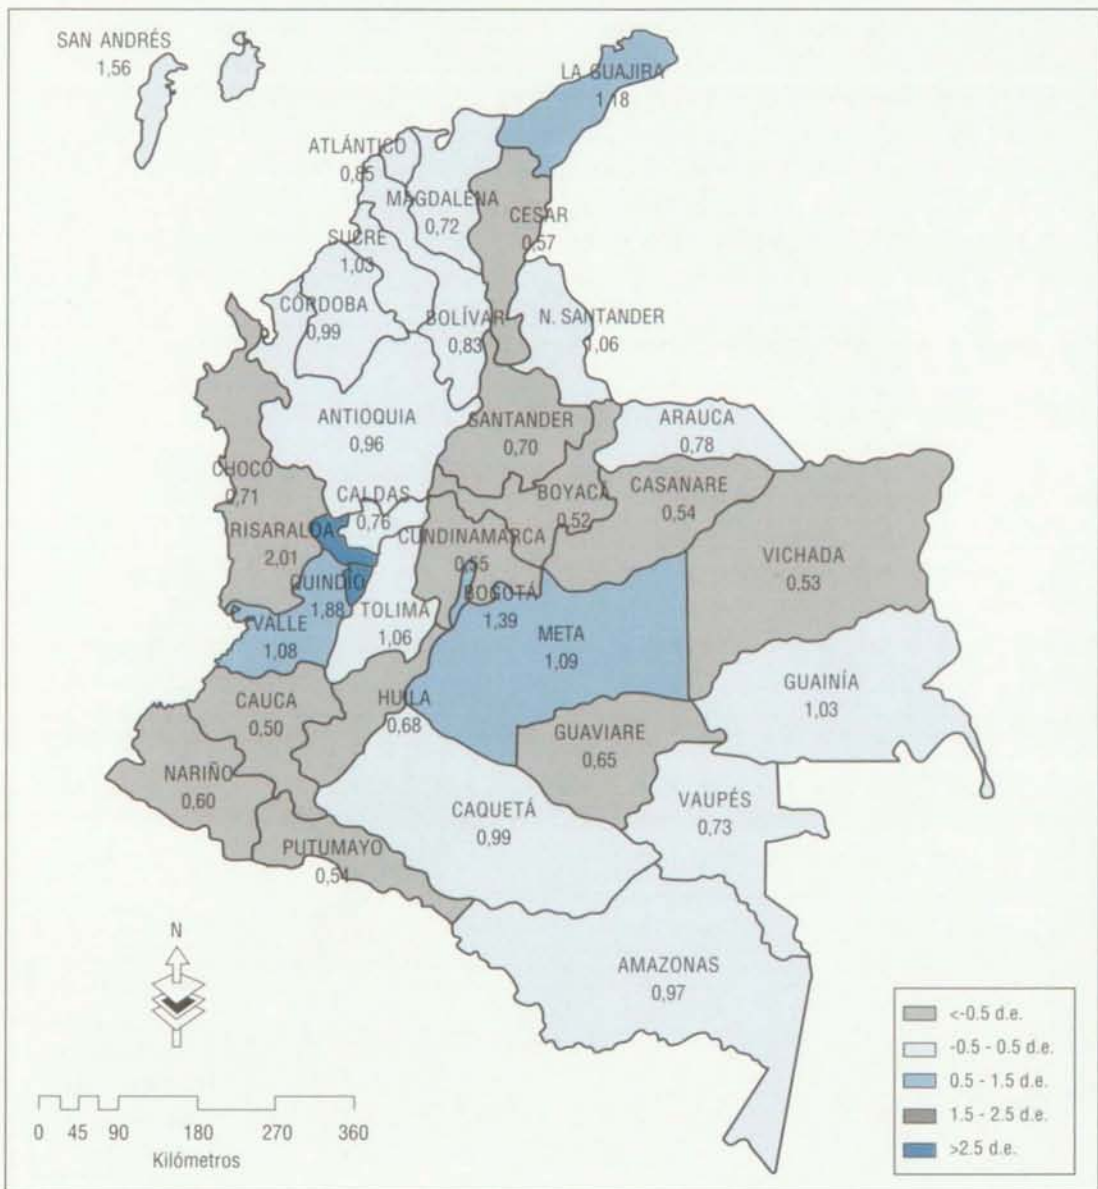 SAN ANDRÉS
1,56
LA GUAJIRA
1,18
ATLÁNTICO
0,85
MAGDALENA
0,72
CESAR
0,57
SUCRE
1,03
CÓRDOBA
0,99
BOLÍVAR
0,83
N. SANTANDER
1,06
ANTIOQUIA
0,96
SANTANDER
0,70
ARAUCA
0,78
CHOCÓ
0,71
CALDAS
0,76
BOYACÁ
0,52
CASANARE
0,54
RISARALDA
2,01
CUNDINAMARCA
0,55
VICHADA
0,53
QUINDÍO
1,88
BOGOTÁ
1,39
TOLIMA
1,06
VALLE
1,08
META
1,09
GUAINÍA
1,03
CAUCA
0,50
HUILA
0,68
GUAVIARE
0,65
NARIÑO
0,60
CAQUETÁ
0,99
VAUPÉS
0,73
PUTUMAYO
0,54
AMAZONAS
0,97
N
<-0.5 d.e.
-0.5 - 0.5 d.e.
0.5 - 1.5 d.e.
1.5 - 2.5 d.e.
>2.5 d.e.
0 45 90 180 270 360
Kilómetros